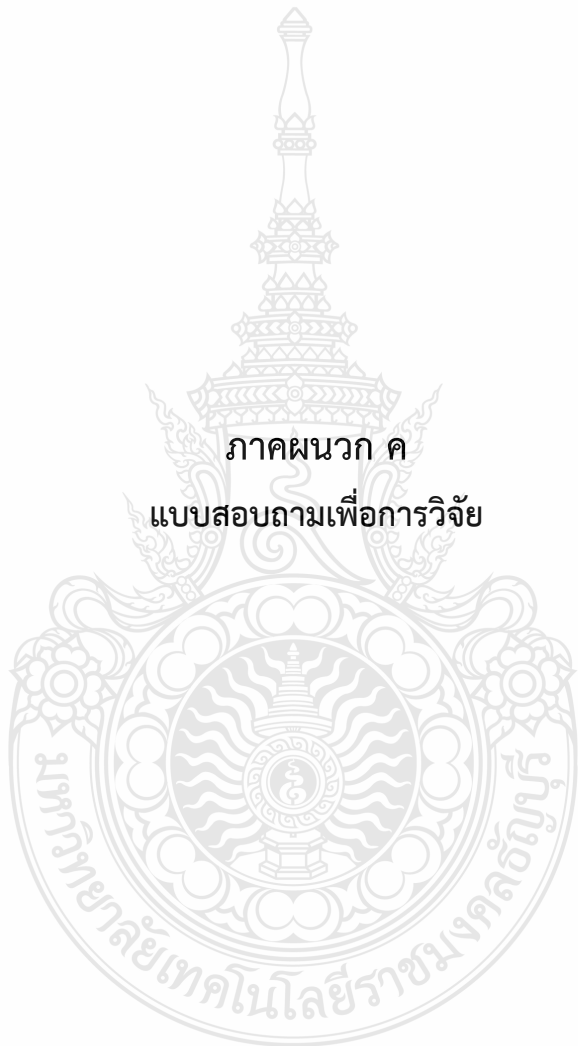 ภาคผนวก ค
แบบสอบถามเพื่อการวิจัย
มหาวิทยาลัยเทคโนโลยีราชมงคลธัญบุรี